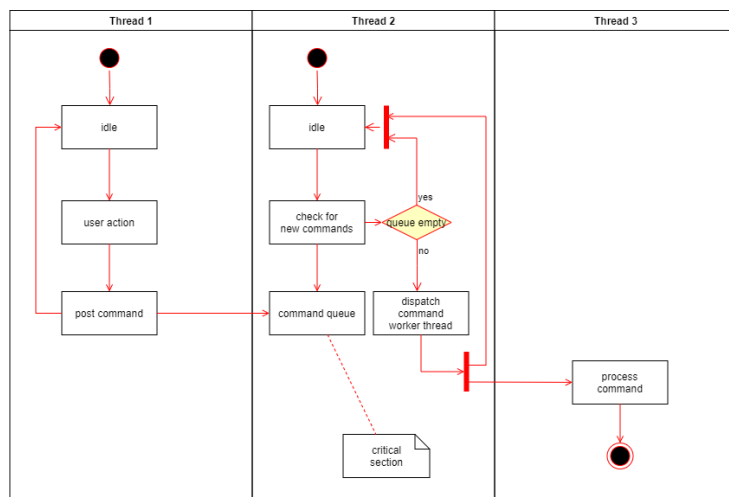 Thread 1
Thread 2
Thread 3
idle
idle
user action
check for
new commands
yes
queue empty
no
post command
command queue
dispatch
command
worker thread
process
command
critical
section